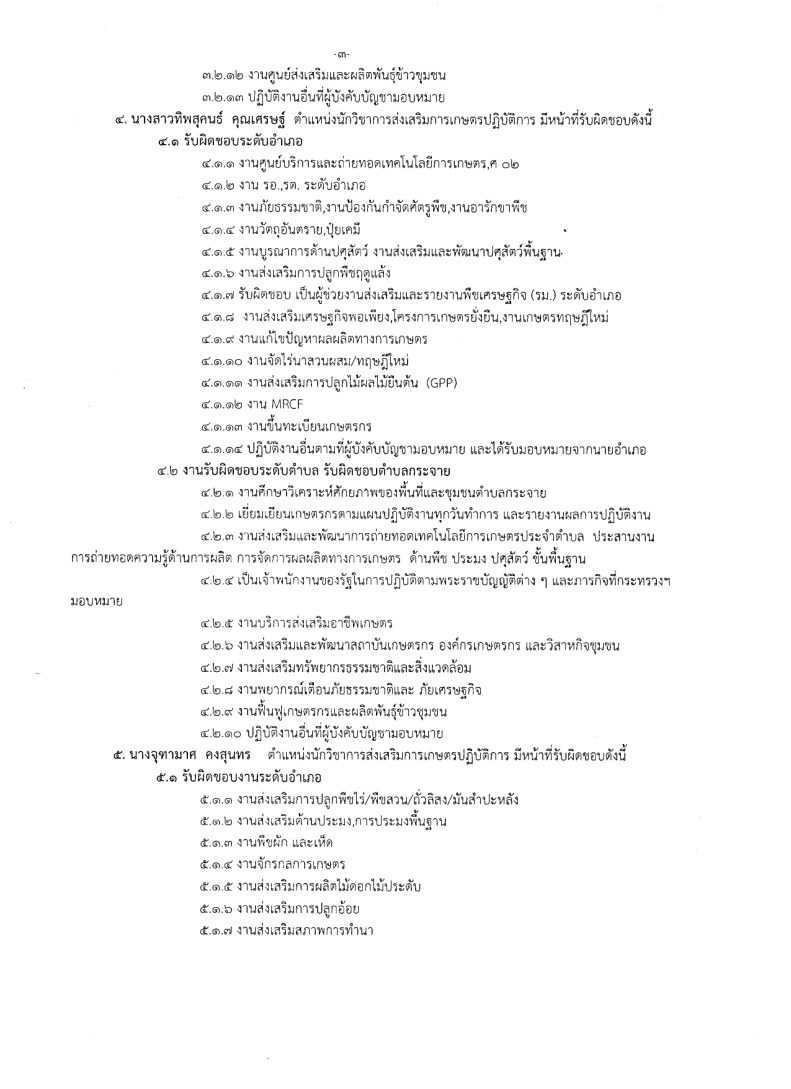 -๓-
๓.๒.๑๒ งานศูนย์ส่งเสริมและผลิตพันธุ์ข้าวชุมชน
๓.๒.๑๓ ปฏิบัติงานอื่นที่ผู้บังคับบัญชามอบหมาย
๔. นางสาวทิพสุคนธ์ คุณเศรษฐ์ ตำแหน่งนักวิชาการส่งเสริมการเกษตรปฏิบัติการ มีหน้าที่รับผิดชอบดังนี้
๔.๑ รับผิดชอบระดับอำเภอ
๔.๑.๑ งานศูนย์บริการและถ่ายทอดเทคโนโลยีการเกษตร,ศ ๐๒
๔.๑.๒ งาน รอ.,รต. ระดับอำเภอ
๔.๑.๓ งานภัยธรรมชาติ,งานป้องกันกำจัดศัตรูพืช,งานอารักขาพืช
๔.๑.๔ งานวัตถุอันตราย,ปุ๋ยเคมี
๔.๑.๕ งานบูรณาการด้านปศุสัตว์ งานส่งเสริมและพัฒนาปศุสัตว์พื้นฐาน
๔.๑.๖ งานส่งเสริมการปลูกพืชฤดูแล้ง
๔.๑.๗ รับผิดชอบ เป็นผู้ช่วยงานส่งเสริมและรายงานพืชเศรษฐกิจ (รม.) ระดับอำเภอ
๔.๑.๘ งานส่งเสริมเศรษฐกิจพอเพียง,โครงการเกษตรยั่งยืน,งานเกษตรทฤษฎีใหม่
๔.๑.๙ งานแก้ไขปัญหาผลผลิตทางการเกษตร
๔.๑.๑๐ งานจัดไร่นาสวนผสม/ทฤษฎีใหม่
๔.๑.๑๑ งานส่งเสริมการปลูกไม้ผลไม้ยืนต้น (GPP)
๔.๑.๑๒ งาน MRCF
๔.๑.๑๓ งานขึ้นทะเบียนเกษตรกร
๔.๑.๑๔ ปฏิบัติงานอื่นตามที่ผู้บังคับบัญชามอบหมาย และได้รับมอบหมายจากนายอำเภอ
๔.๒ งานรับผิดชอบระดับตำบล รับผิดชอบตำบลกระจาย
๔.๒.๑ งานศึกษาวิเคราะห์ศักยภาพของพื้นที่และชุมชนตำบลกระจาย
๔.๒.๒ เยี่ยมเยียนเกษตรกรตามแผนปฏิบัติงานทุกวันทำการ และรายงานผลการปฏิบัติงาน
๔.๒.๓ งานส่งเสริมและพัฒนาการถ่ายทอดเทคโนโลยีการเกษตรประจำตำบล ประสานงาน
การถ่ายทอดความรู้ด้านการผลิต การจัดการผลผลิตทางการเกษตร ด้านพืช ประมง ปศุสัตว์ ขั้นพื้นฐาน
๔.๒.๔ เป็นเจ้าพนักงานของรัฐในการปฏิบัติตามพระราชบัญญัติต่าง ๆ และภารกิจที่กระทรวงฯ
มอบหมาย
๔.๒.๕ งานบริการส่งเสริมอาชีพเกษตร
๔.๒.๖ งานส่งเสริมและพัฒนาสถาบันเกษตรกร องค์กรเกษตรกร และวิสาหกิจชุมชน
๔.๒.๗ งานส่งเสริมทรัพยากรธรรมชาติและสิ่งแวดล้อม
๔.๒.๘ งานพยากรณ์เตือนภัยธรรมชาติและ ภัยเศรษฐกิจ
๔.๒.๙ งานฟื้นฟูเกษตรกรและผลิตพันธุ์ข้าวชุมชน
๔.๒.๑๐ ปฏิบัติงานอื่นที่ผู้บังคับบัญชามอบหมาย
๕. นางจุฑามาศ คงสุนทร ตำแหน่งนักวิชาการส่งเสริมการเกษตรปฏิบัติการ มีหน้าที่รับผิดชอบดังนี้
๕.๑ รับผิดชอบงานระดับอำเภอ
๕.๑.๑ งานส่งเสริมการปลูกพืชไร่/พืชสวน/ถั่วลิสง/มันสำปะหลัง
๕.๑.๒ งานส่งเสริมด้านประมง,การประมงพื้นฐาน
๕.๑.๓ งานพืชผัก และเห็ด
๕.๑.๔ งานจักรกลการเกษตร
๕.๑.๕ งานส่งเสริมการผลิตไม้ดอกไม้ประดับ
๕.๑.๖ งานส่งเสริมการปลูกอ้อย
๕.๑.๗ งานส่งเสริมสภาพการทำนา